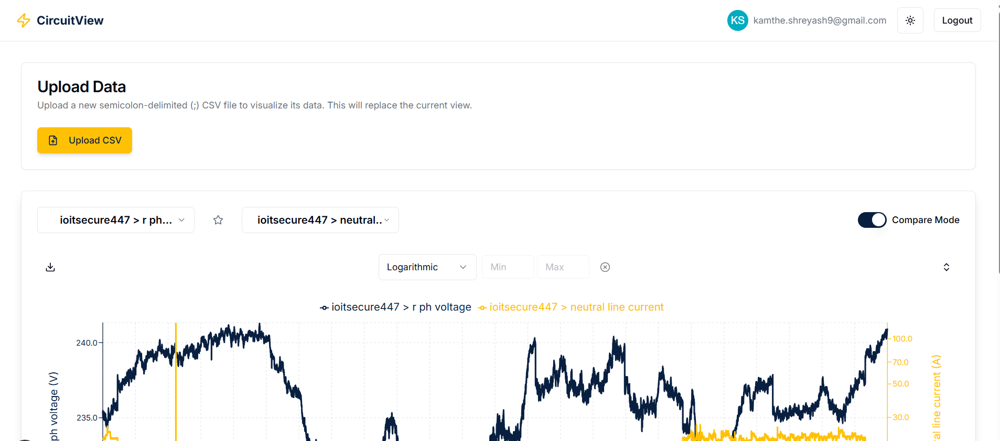 CircuitView
KS kamthe.shreyash9@gmail.com
Logout
Upload Data
Upload a new semicolon-delimited (;) CSV file to visualize its data. This will replace the current view.
Upload CSV
ioitsecure447 > r ph...
ioitsecure447 > neutral..
Compare Mode
Logarithmic
Min
Max
ioitsecure447 > r ph voltage
ioitsecure447 > neutral line current
240.0
235.0
ph voltage (V)
100.0
70.0
50.0
30.0
line current (A)